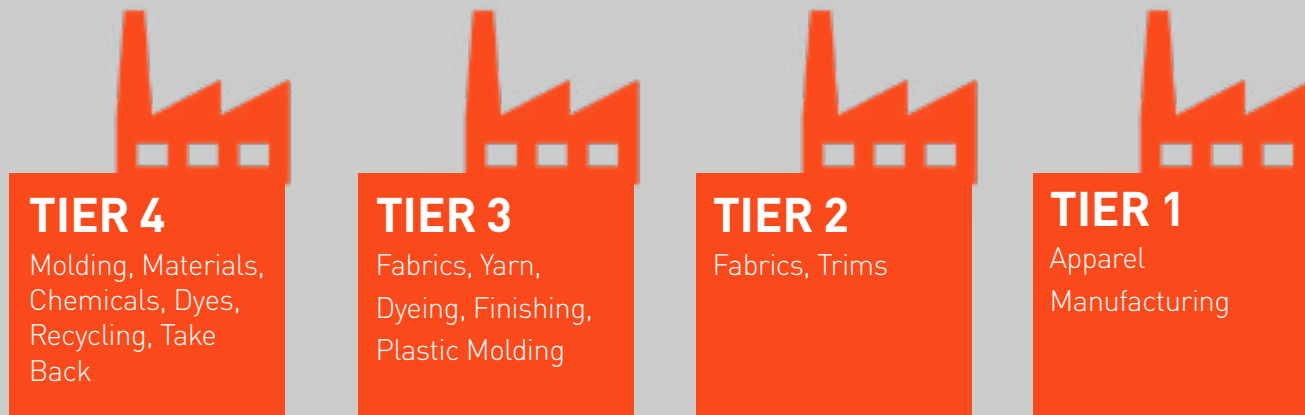 TIER 4
Molding, Materials,
Chemicals, Dyes,
Recycling, Take
Back
TIER 3
Fabrics, Yarn,
Dyeing, Finishing,
Plastic Molding
TIER 2
Fabrics, Trims
TIER 1
Apparel
Manufacturing